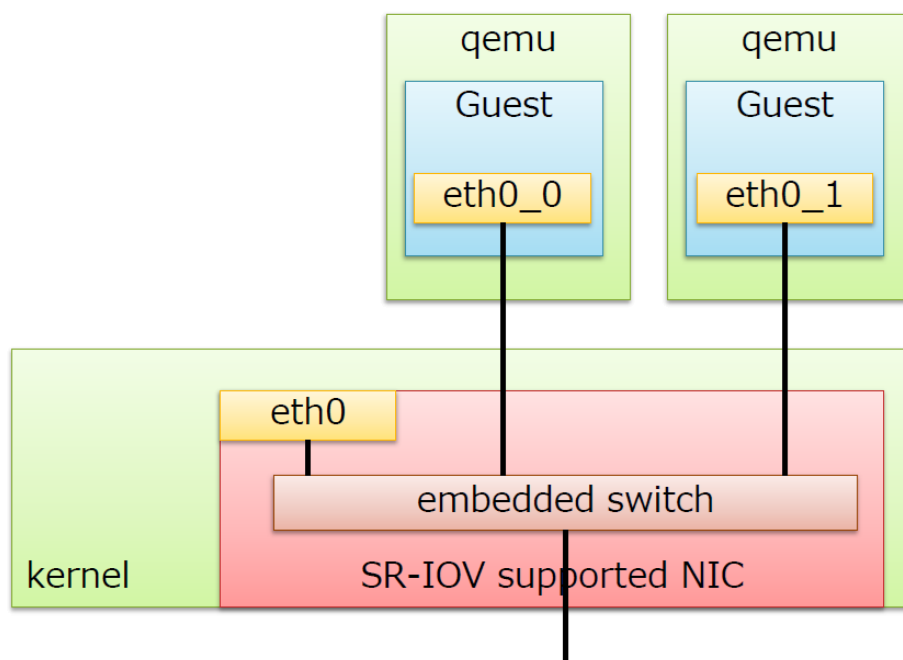 qemu
qemu
Guest
Guest
eth0_0
eth0_1
eth0
embedded switch
kernel
SR-IOV supported NIC